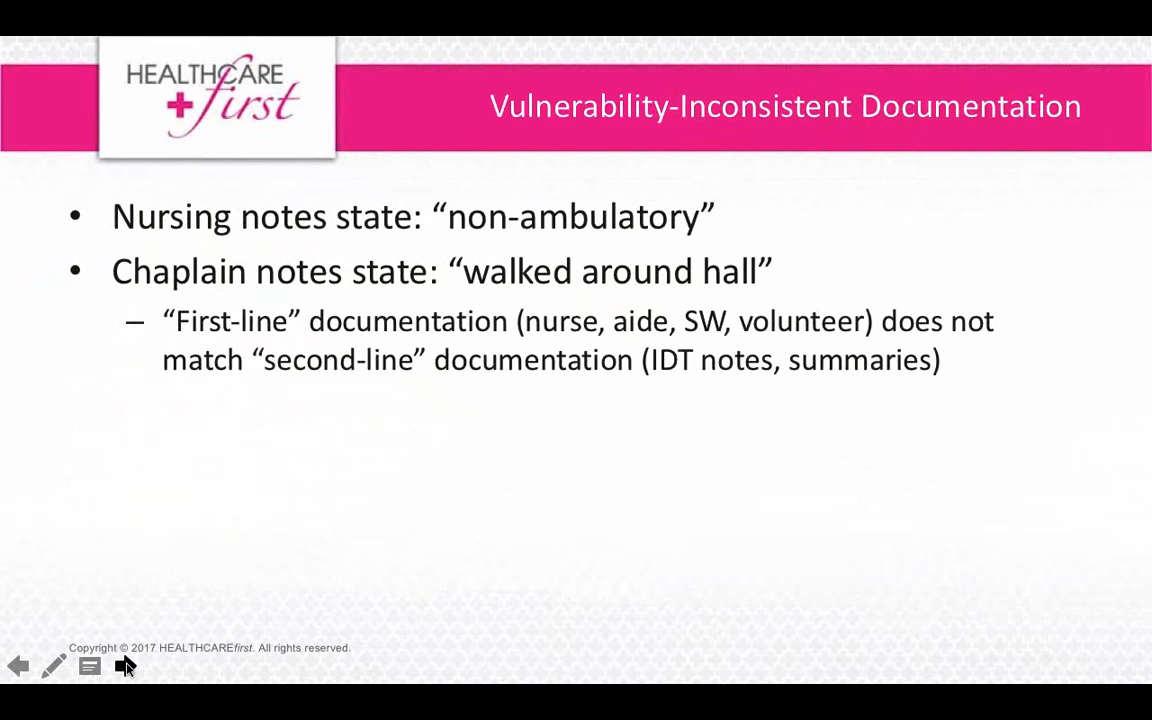 HEALTHCARE
first
Vulnerability-Inconsistent Documentation
• Nursing notes state: “non-ambulatory”
• Chaplain notes state: “walked around hall”
– “First-line” documentation (nurse, aide, SW, volunteer) does not
match “second-line” documentation (IDT notes, summaries)
Copyright © 2017 HEALTHCAREfirst. All rights reserved.